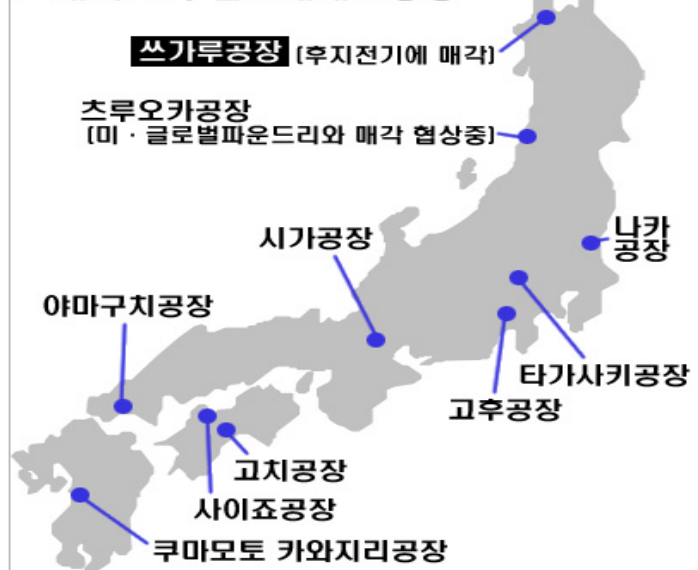 쓰가루공장 (후지전기에 매각)
츠루오카공장
(미 · 글로벌파운드리와 매각 협상중)
나카
공장
시가공장
야마구치공장
타가사키공장
고후공장
고치공장
사이죠공장
쿠마모토 카와지리공장